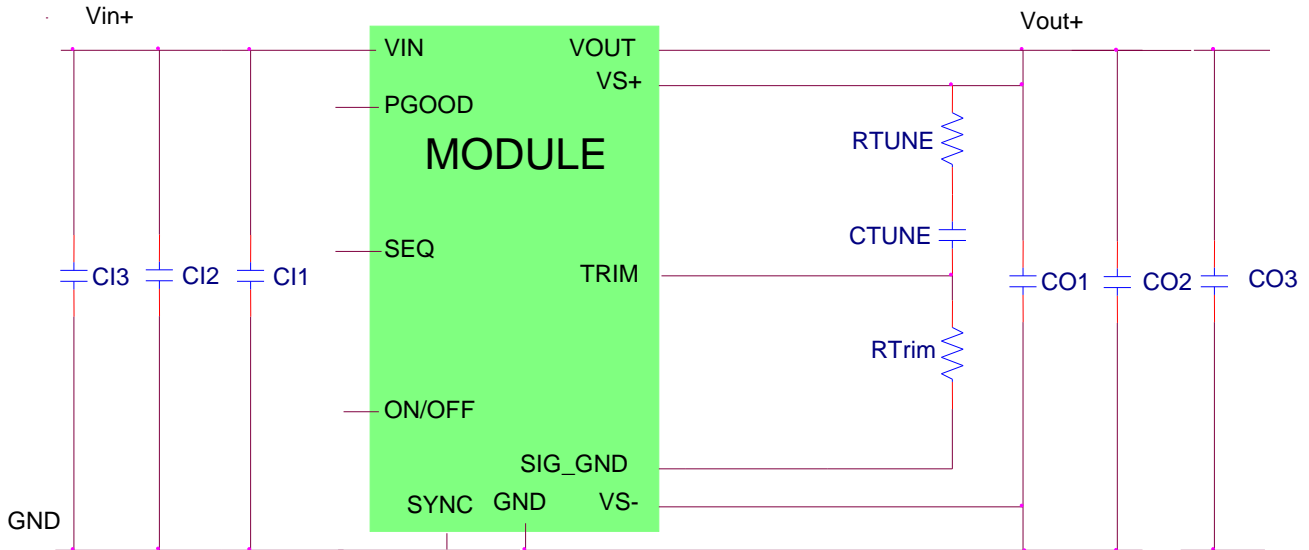 Vin+
Vout+
VIN
VOUT
VS+
PGOOD
MODULE
RTUNE
SEQ
CTUNE
TRIM
CI3
CI2
CI1
CO1
CO2
CO3
RTrim
ON/OFF
SIG_GND
SYNC
GND
VS-
GND